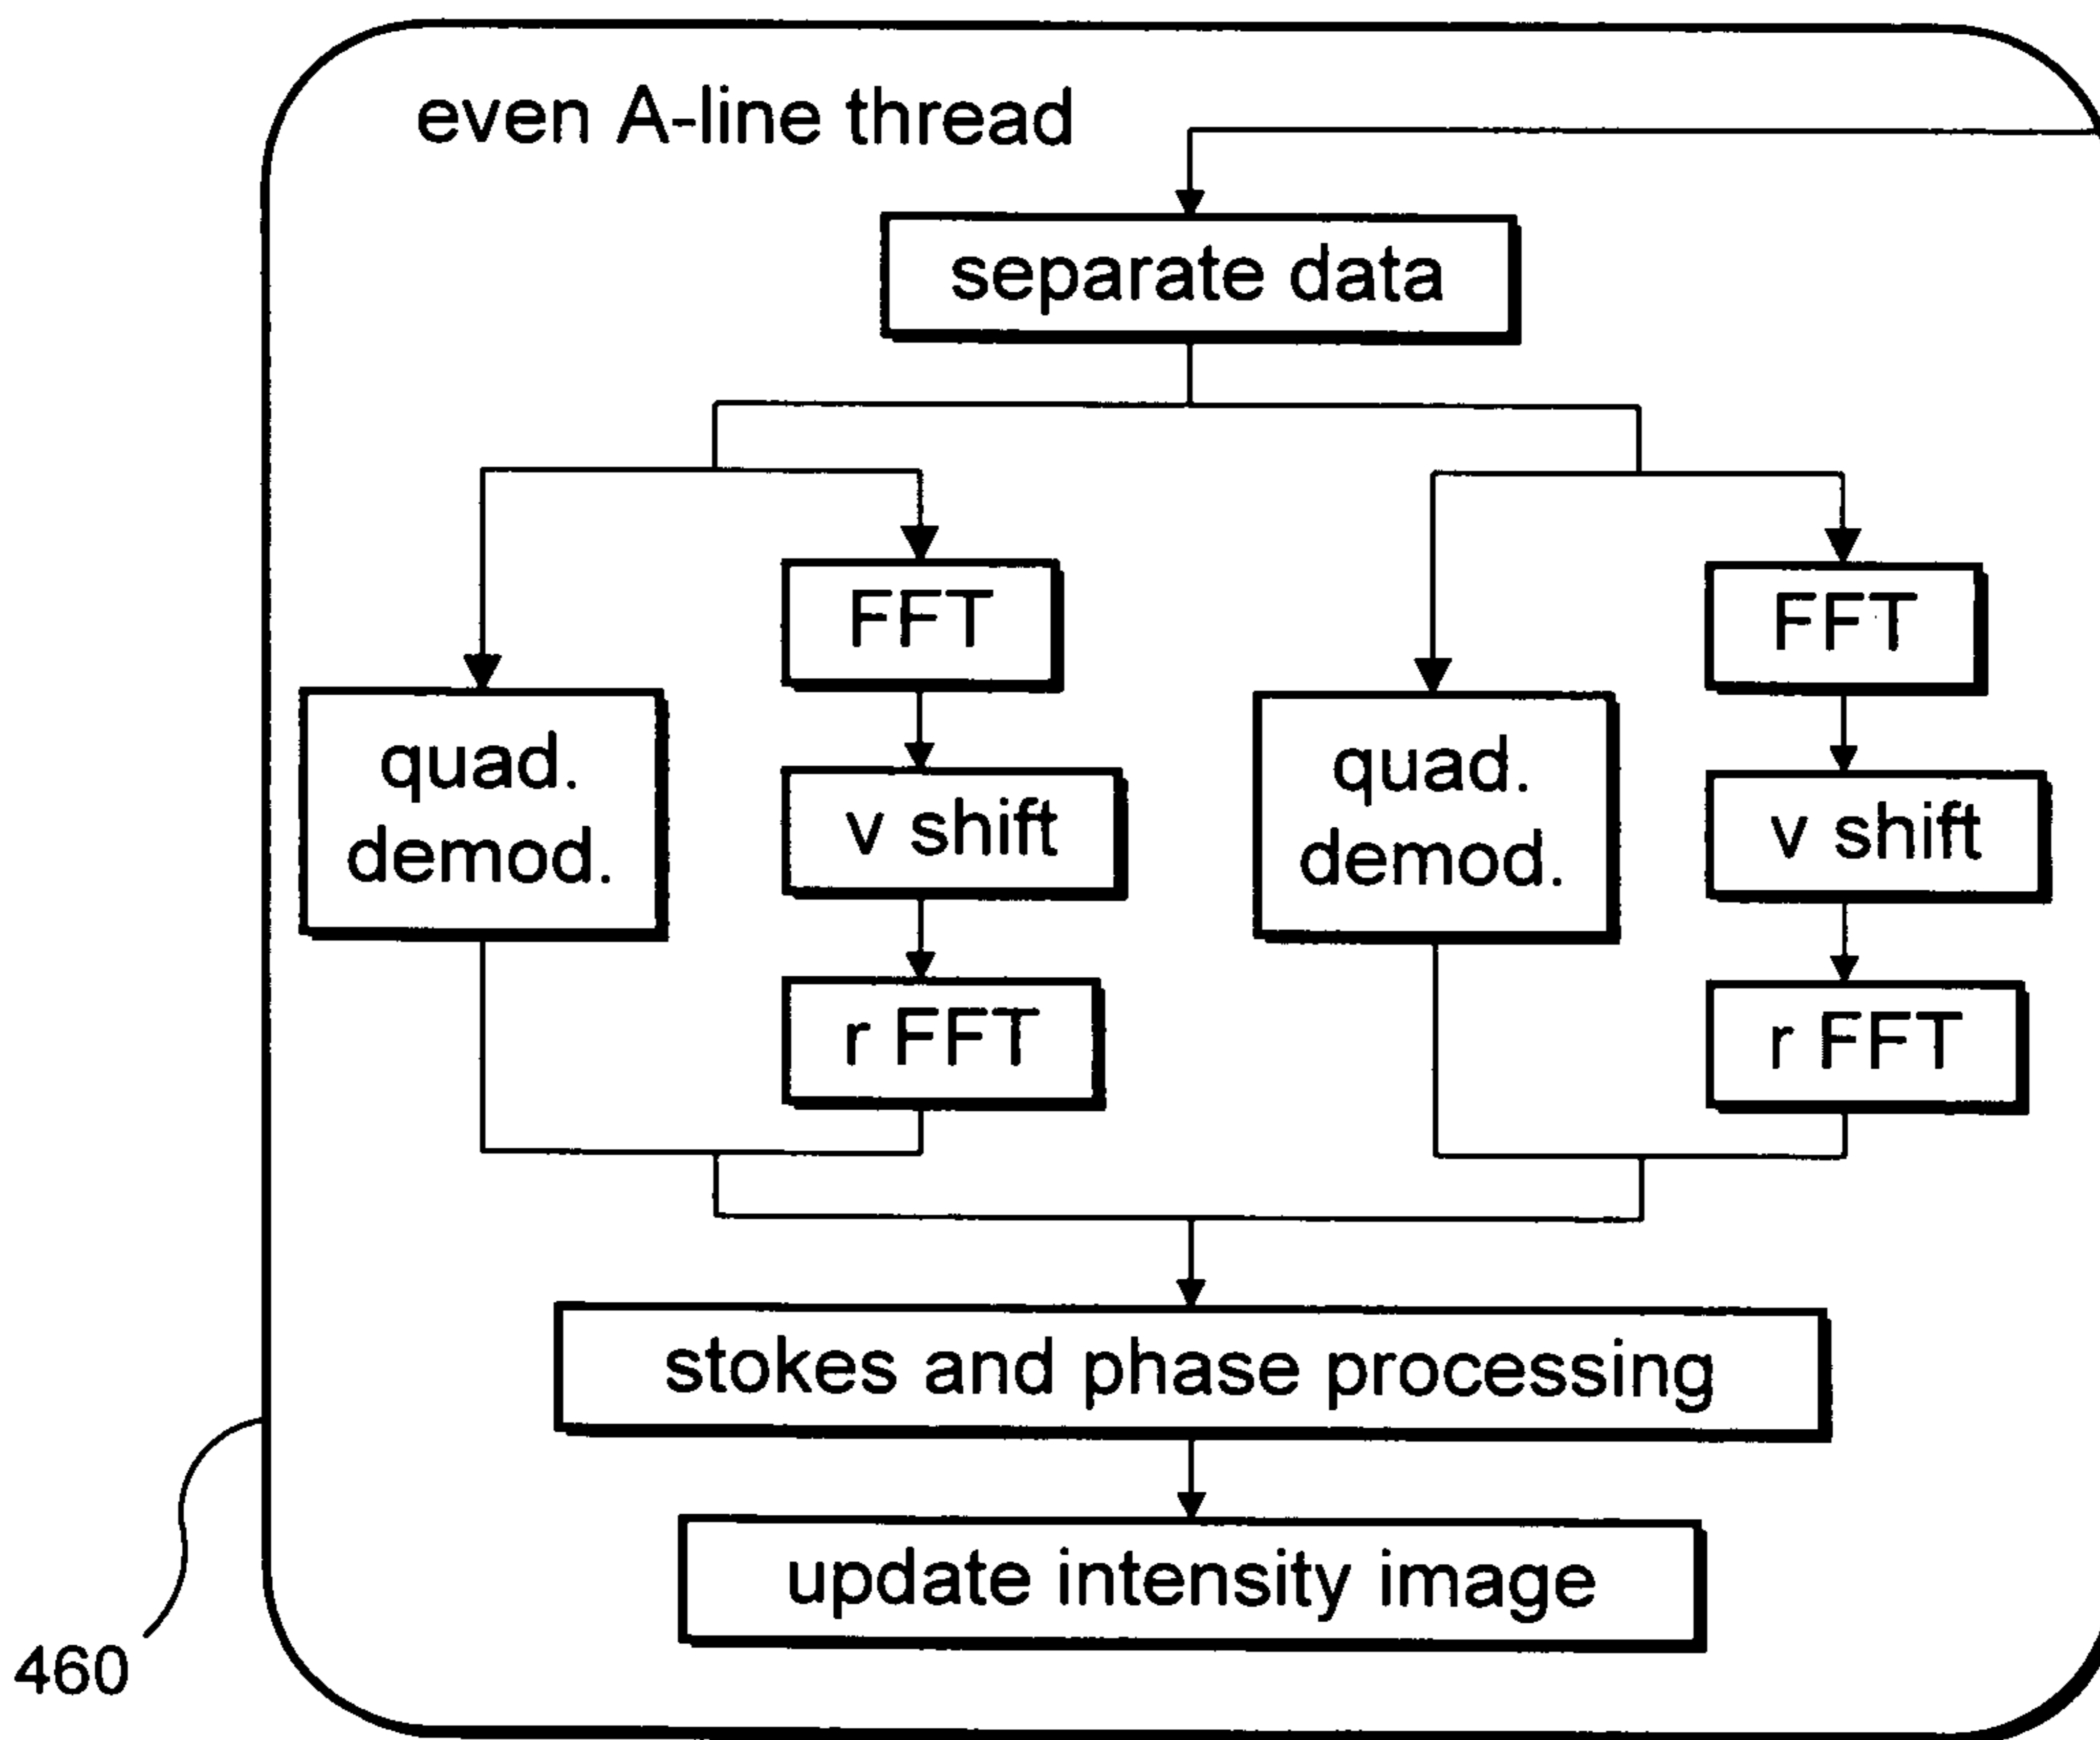 even A-line thread
separate data
FFT
FFT
quad.
demod.
v shift
quad.
demod.
v shift
r FFT
r FFT
stokes and phase processing
update intensity image
460